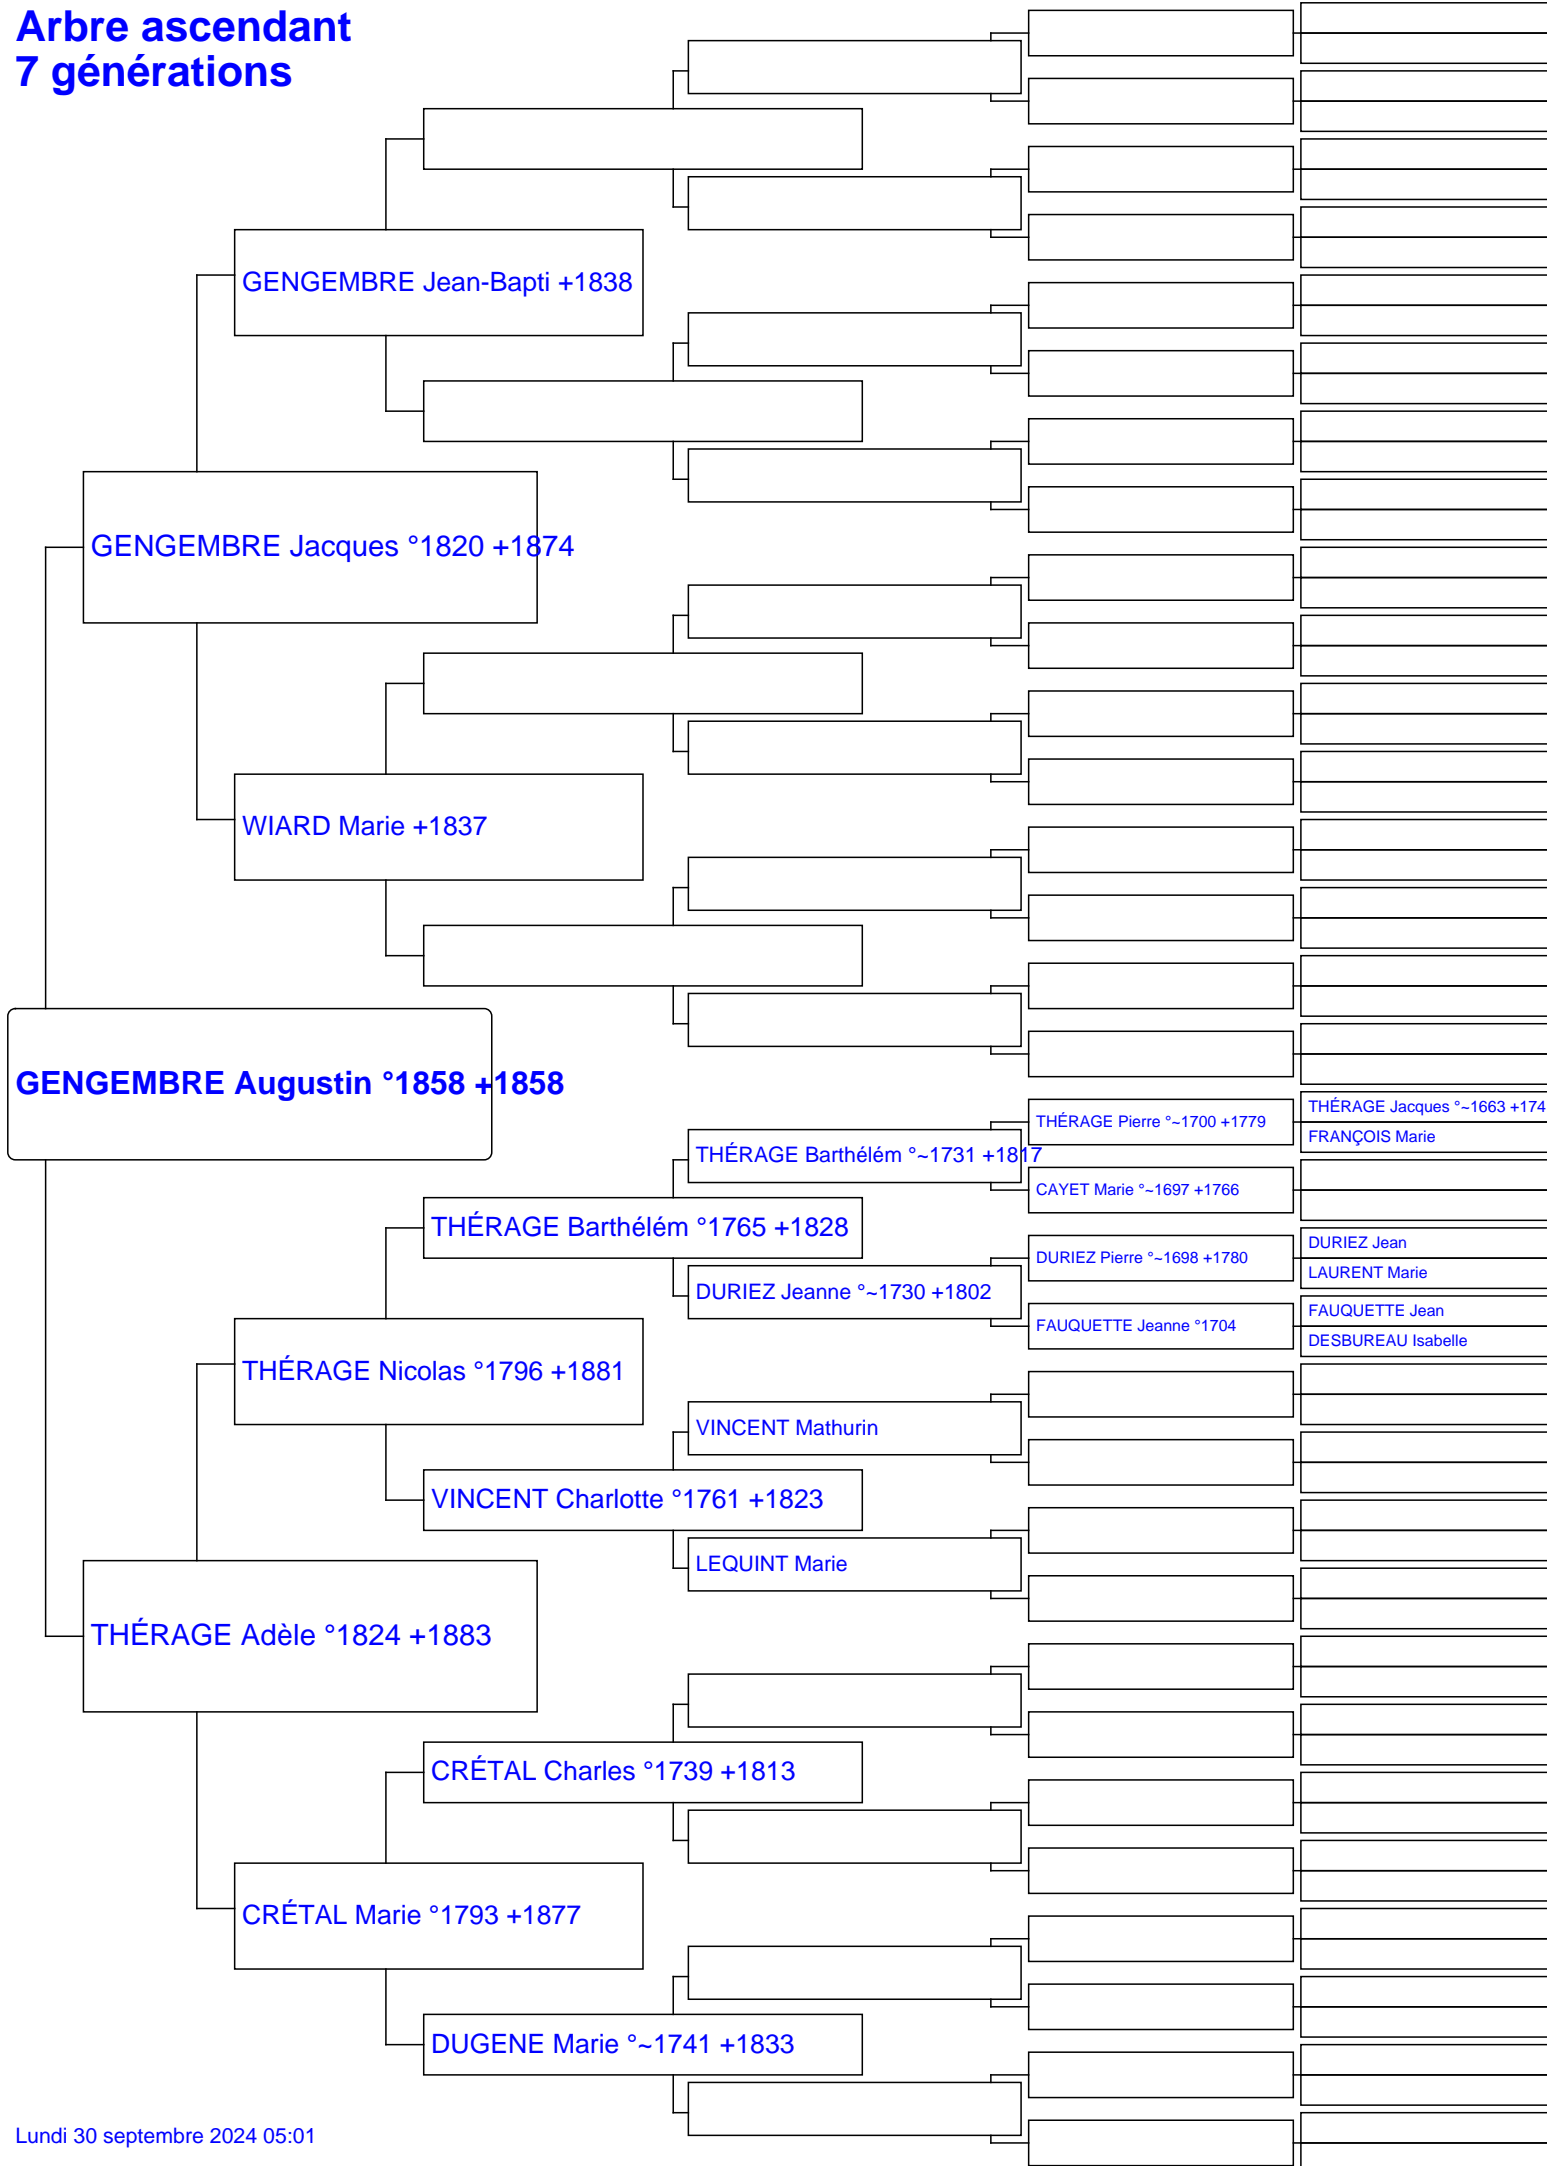 Arbre ascendant
7 générations
GENGEMBRE Jean-Bapti +1838
GENGEMBRE Jacques °1820 +1874
WIARD Marie +1837
GENGEMBRE Augustin °1858 +1858
THÉRAGE Jacques °~1663 +174
THÉRAGE Pierre °~1700 +1779
FRANÇOIS Marie
THÉRAGE Barthélém °~1731 +1817
CAYET Marie °~1697 +1766
THÉRAGE Barthélém °1765 +1828
DURIEZ Jean
DURIEZ Pierre °~1698 +1780
LAURENT Marie
DURIEZ Jeanne °~1730 +1802
FAUQUETTE Jean
FAUQUETTE Jeanne °1704
DESBUREAU Isabelle
THÉRAGE Nicolas °1796 +1881
VINCENT Mathurin
VINCENT Charlotte °1761 +1823
LEQUINT Marie
THÉRAGE Adèle °1824 +1883
CRÉTAL Charles °1739 +1813
CRÉTAL Marie °1793 +1877
DUGENE Marie °~1741 +1833
Lundi 30 septembre 2024 05:01